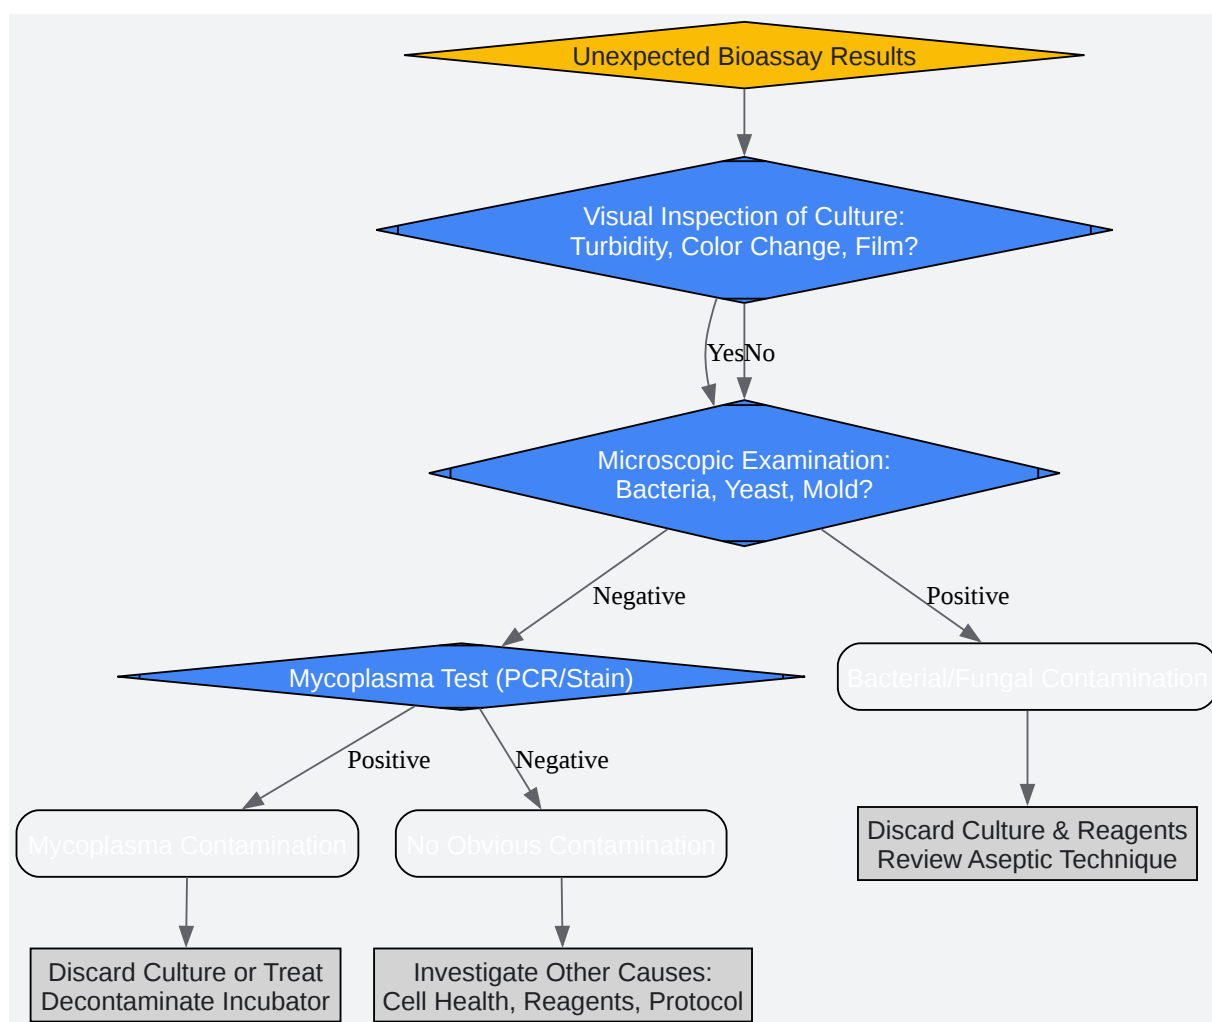 Unexpected Bioassay Results
Visual Inspection of Culture:
Turbidity, Color Change, Film?
Yes
No
Microscopic Examination:
Bacteria, Yeast, Mold?
Negative
Positive
Mycoplasma Test (PCR/Stain)
Bacterial/Fungal Contamination
Positive
Negative
Mycoplasma Contamination
No Obvious Contamination
Discard Culture & Reagents
Review Aseptic Technique
Discard Culture or Treat
Decontaminate Incubator
Investigate Other Causes:
Cell Health, Reagents, Protocol